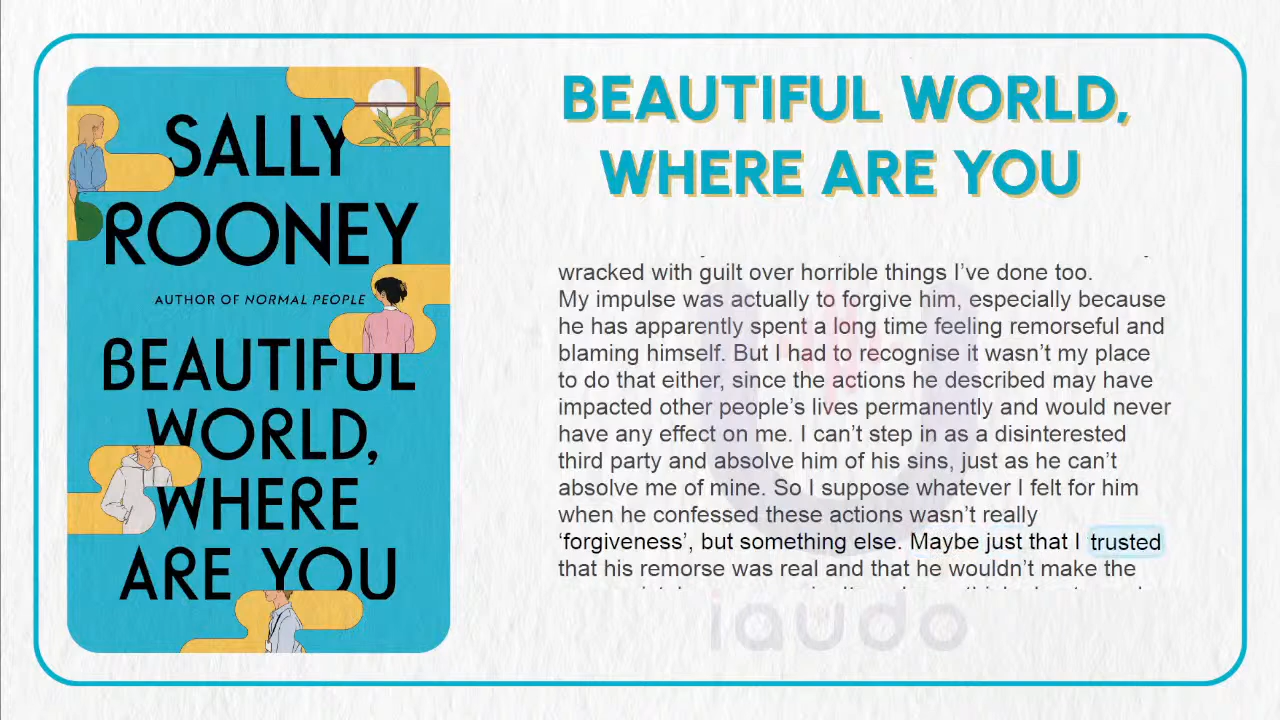 SALLY
ROONEY
AUTHOR OF NORMAL PEOPLE
BEAUTIFUL
WORLD,
WHERE
ARE YOU
BEAUTIFUL WORLD,
WHERE ARE YOU
wracked with guilt over horrible things I’ve done too.
My impulse was actually to forgive him, especially because
he has apparently spent a long time feeling remorseful and
blaming himself. But I had to recognise it wasn’t my place
to do that either, since the actions he described may have
impacted other people’s lives permanently and would never
have any effect on me. I can’t step in as a disinterested
third party and absolve him of his sins, just as he can’t
absolve me of mine. So I suppose whatever I felt for him
when he confessed these actions wasn’t really
‘forgiveness’, but something else. Maybe just that I trusted
that his remorse was real and that he wouldn’t make the
iaudo